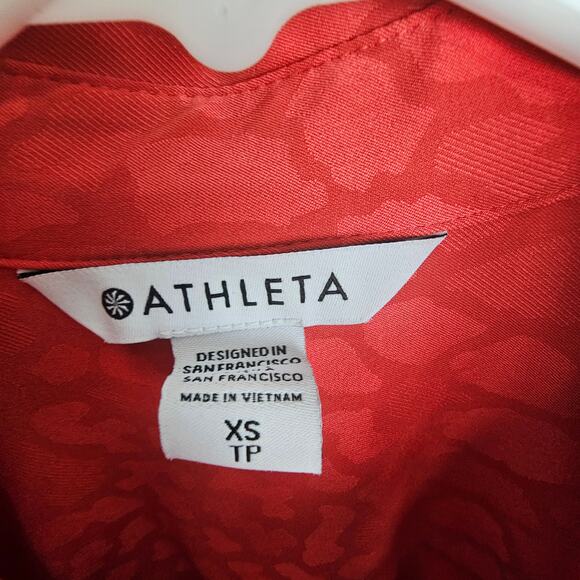 ATHLETA
DESIGNED IN
SAN FRANCISCO
SAN FRANCISCO
MADE IN VIETNAM
XS
TP